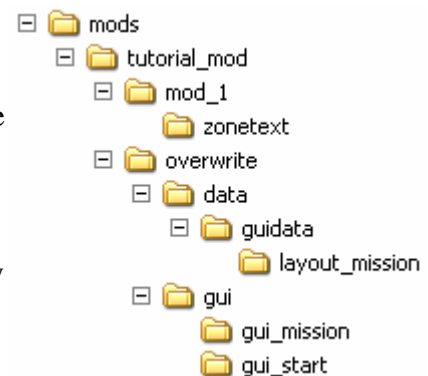 mods
tutorial_mod
mod_1
zonetext
overwrite
data
guidata
layout_mission
gui
gui_mission
gui_start